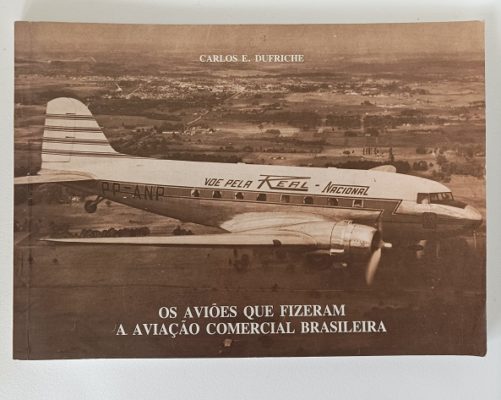 CARLOS E. DUFRICHE
VOE PELA REAL - NACIONAL
PP-ANP
OS AVIÕES QUE FIZERAM
A AVIAÇÃO COMERCIAL BRASILEIRA